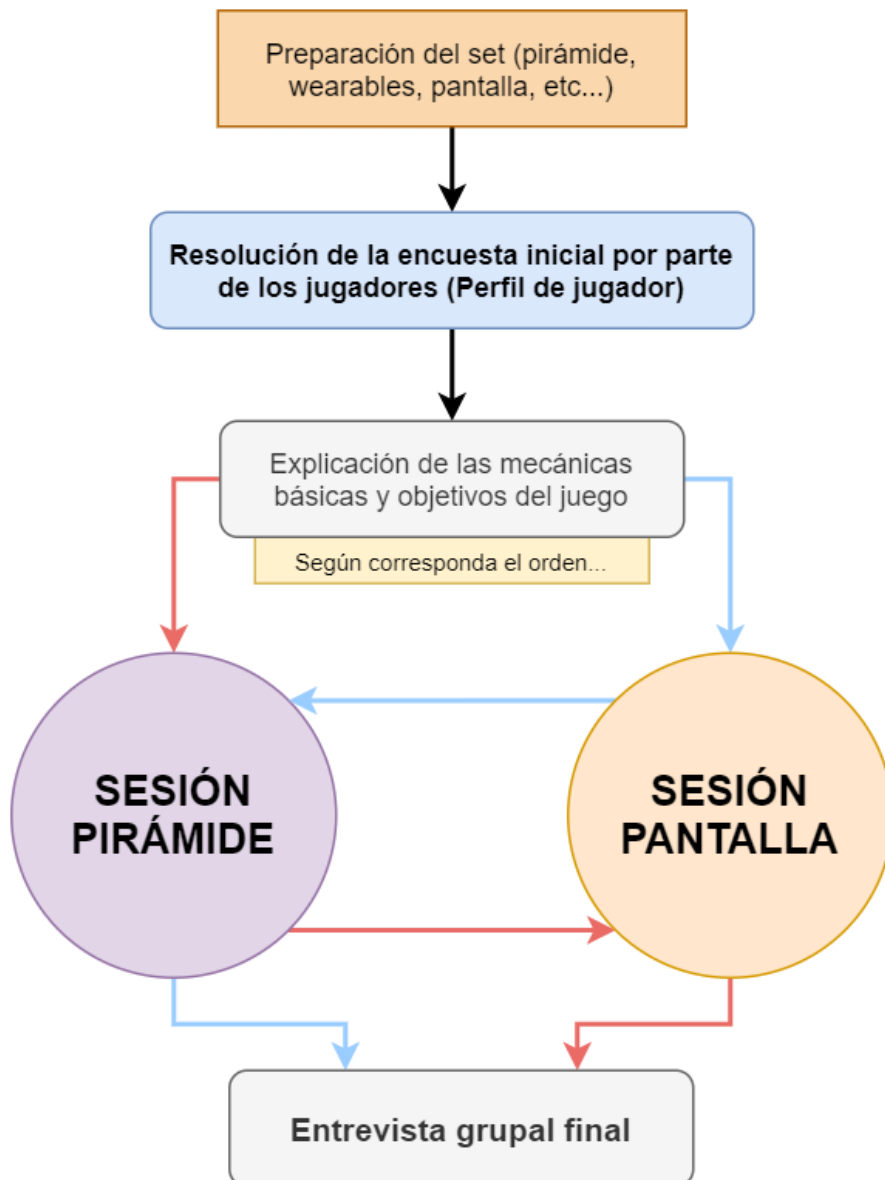 Preparación del set (pirámide,
wearables, pantalla, etc...)
Resolución de la encuesta inicial por parte
de los jugadores (Perfil de jugador)
Explicación de las mecánicas
básicas y objetivos del juego
Según corresponda el orden...
SESIÓN
PIRÁMIDE
SESIÓN
PANTALLA
Entrevista grupal final